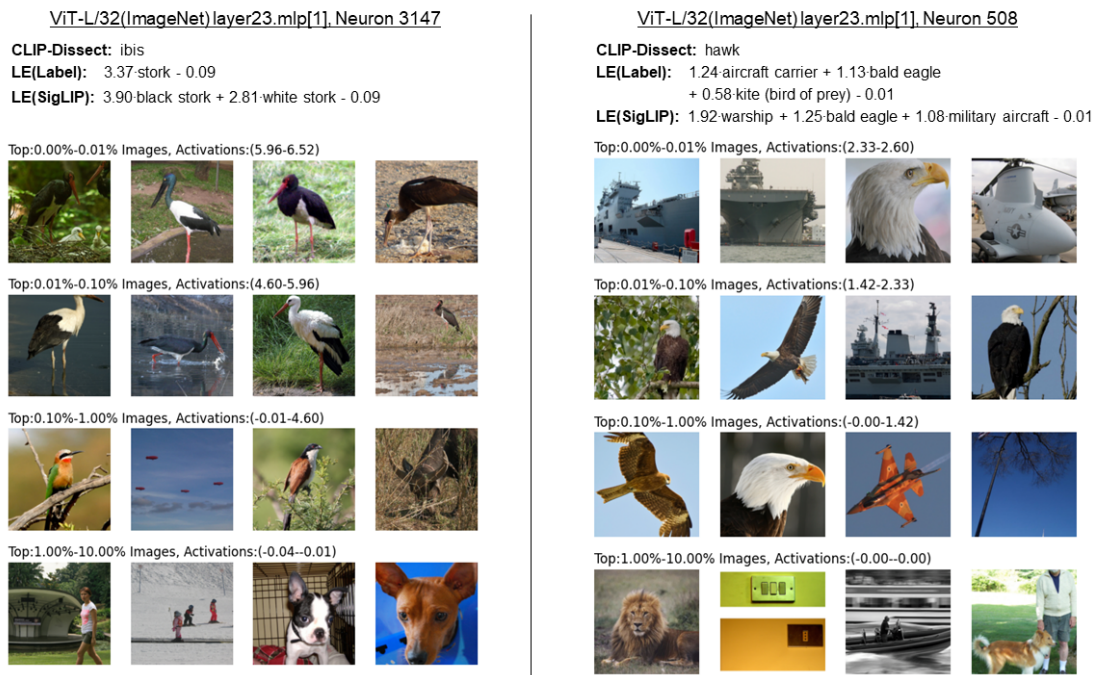 ViT-L/32(ImageNet) layer23.mlp[1], Neuron 3147
CLIP-Dissect: ibis
LE(Label): 3.37·stork - 0.09
LE(SigLIP): 3.90·black stork + 2.81·white stork - 0.09
Top:0.00%-0.01% Images, Activations:(5.96-6.52)
Top:0.01%-0.10% Images, Activations:(4.60-5.96)
Top:0.10%-1.00% Images, Activations:(-0.01-4.60)
Top:1.00%-10.00% Images, Activations:(-0.04--0.01)
ViT-L/32(ImageNet) layer23.mlp[1], Neuron 508
CLIP-Dissect: hawk
LE(Label): 1.24·aircraft carrier + 1.13·bald eagle
+ 0.58·kite (bird of prey) - 0.01
LE(SigLIP): 1.92·warship + 1.25·bald eagle + 1.08·military aircraft - 0.01
Top:0.00%-0.01% Images, Activations:(2.33-2.60)
Top:0.01%-0.10% Images, Activations:(1.42-2.33)
Top:0.10%-1.00% Images, Activations:(-0.00-1.42)
Top:1.00%-10.00% Images, Activations:(-0.00--0.00)